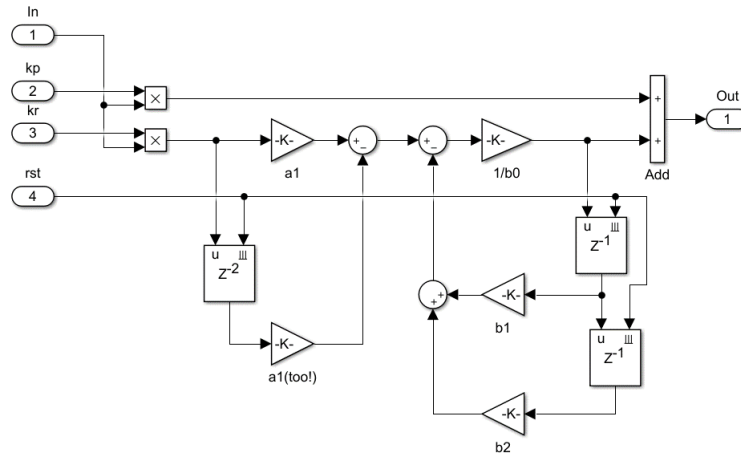 In
1
kp
2
kr
3
rst
4
×
×
-K-
a1
+
−
+
−
-K-
1/b0
+
+
Add
Out
1
u
Z-2
u
Z-1
-K-
a1(too!)
+
+
-K-
b1
u
Z-1
-K-
b2